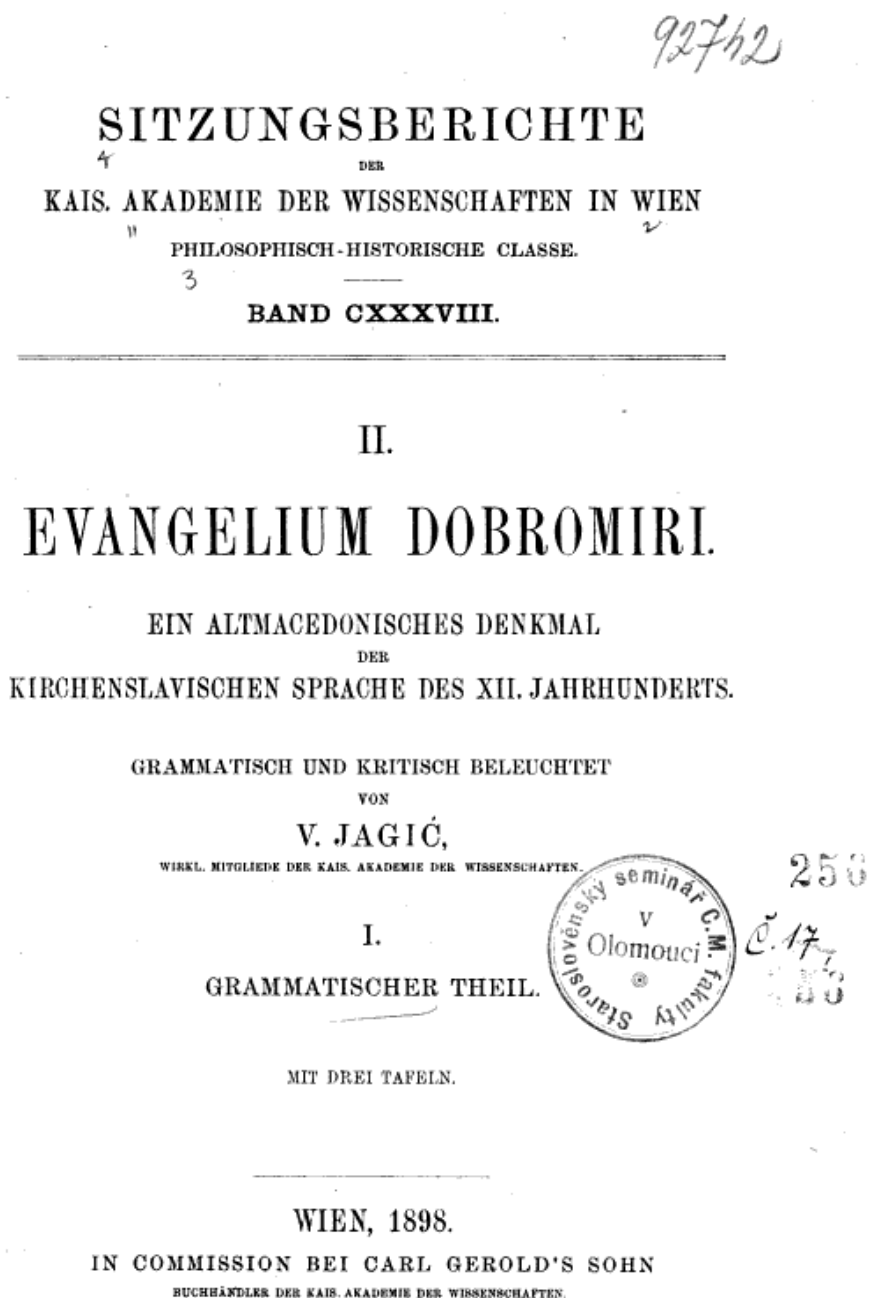 92742
SITZUNGSBERICHTE
4
DER
KAIS. AKADEMIE DER WISSENSCHAFTEN IN WIEN
" 2
PHILOSOPHISCH-HISTORISCHE CLASSE.
3
BAND CXXXVIII.
II.
EVANGELIUM DOBROMIRI.
EIN ALTMACEDONISCHES DENKMAL
DER
KIRCHENSLAVISCHEN SPRACHE DES XII. JAHRHUNDERTS.
GRAMMATISCH UND KRITISCH BELEUCHTET
VON
V. JAGIĆ,
WIRKL. MITGLIEDE DER KAIS. AKADEMIE DER WISSENSCHAFTEN.
I.
GRAMMATISCHER THEIL.
Staroslověnský seminář C.M. fakulty
V
Olomouci
Č. 17
MIT DREI TAFELN.
WIEN, 1898.
IN COMMISSION BEI CARL GEROLD'S SOHN
BUCHHÄNDLER DER KAIS. AKADEMIE DER WISSENSCHAFTEN.